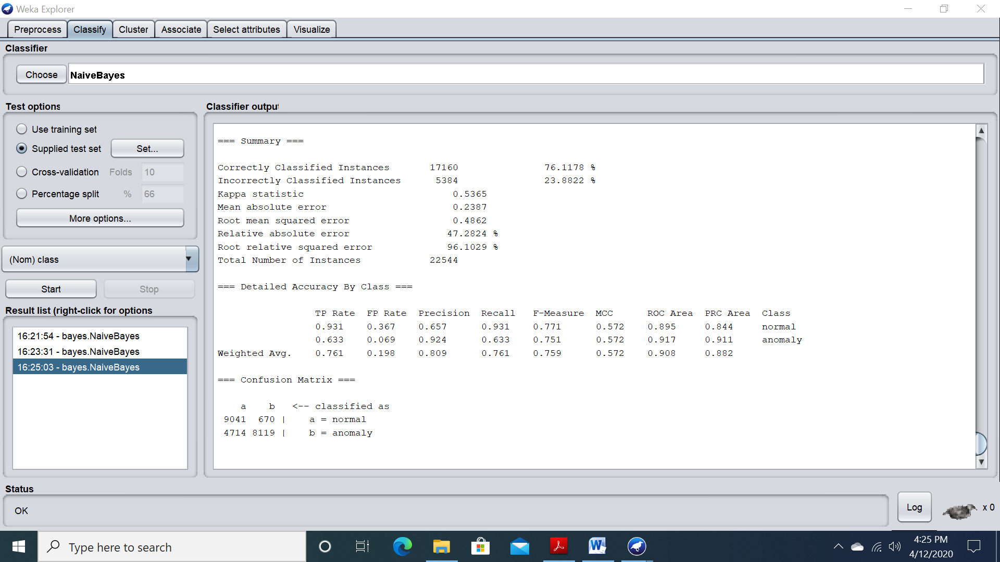 Weka Explorer
Preprocess Classify Cluster Associate Select attributes Visualize
Classifier
Choose NaiveBayes
Test options
Use training set
Supplied test set Set...
Cross-validation Folds 10
Percentage split % 66
More options...
(Nom) class
Start Stop
Result list (right-click for options
16:21:54 - bayes.NaiveBayes
16:23:31 - bayes.NaiveBayes
16:25:03 - bayes.NaiveBayes
Classifier output
=== Summary ===
Correctly Classified Instances 17160 76.1178 %
Incorrectly Classified Instances 5384 23.8822 %
Kappa statistic 0.5365
Mean absolute error 0.2387
Root mean squared error 0.4862
Relative absolute error 47.2824 %
Root relative squared error 96.1029 %
Total Number of Instances 22544
=== Detailed Accuracy By Class ===
TP Rate FP Rate Precision Recall F-Measure MCC ROC Area PRC Area Class
0.931 0.367 0.657 0.931 0.771 0.572 0.895 0.844 normal
0.633 0.069 0.924 0.633 0.751 0.572 0.917 0.911 anomaly
Weighted Avg. 0.761 0.198 0.809 0.761 0.759 0.572 0.908 0.882
=== Confusion Matrix ===
a b <-- classified as
9041 670 | a = normal
4714 8119 | b = anomaly
Status
OK
Log x 0
Type here to search
4:25 PM
4/12/2020